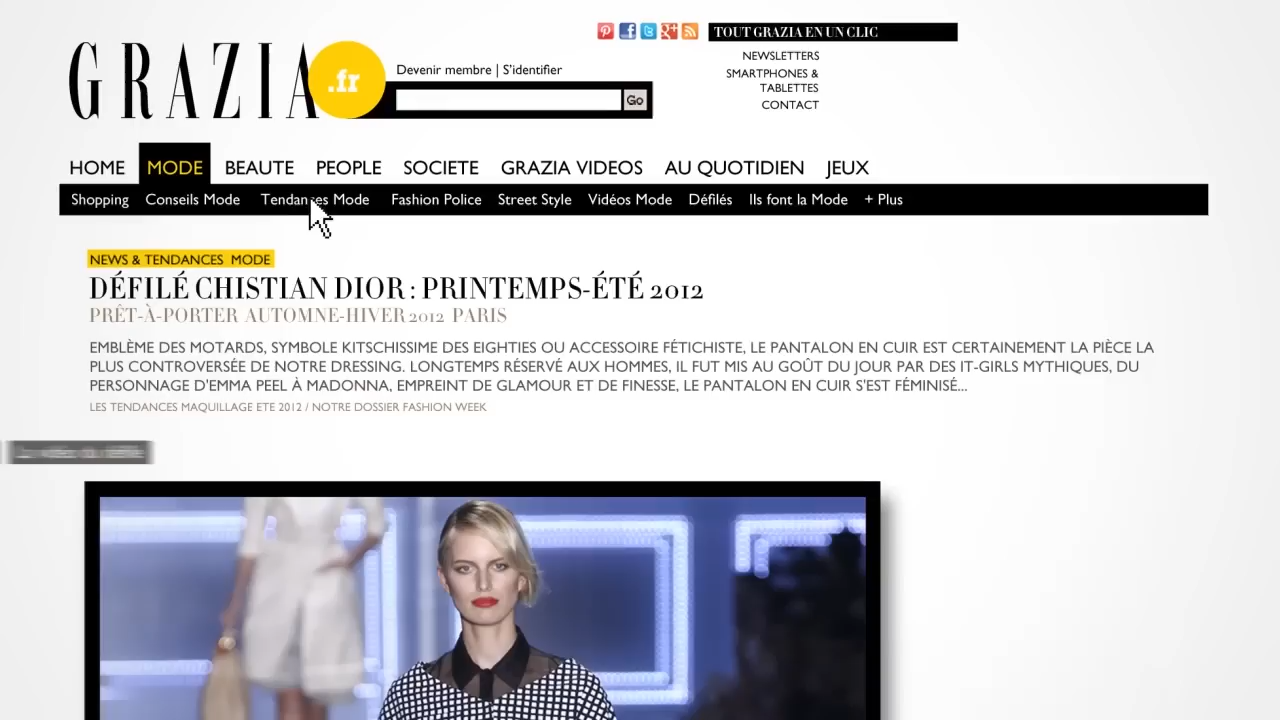 GRAZIA.fr
TOUT GRAZIA EN UN CLIC
NEWSLETTERS
SMARTPHONES &
TABLETTES
CONTACT
Devenir membre | S'identifier
Go
HOME MODE BEAUTE PEOPLE SOCIETE GRAZIA VIDEOS AU QUOTIDIEN JEUX
Shopping Conseils Mode Tendances Mode Fashion Police Street Style Vidéos Mode Défilés Ils font la Mode + Plus
NEWS & TENDANCES MODE
DÉFILÉ CHISTIAN DIOR : PRINTEMPS-ÉTÉ 2012
PRÊT-À-PORTER AUTOMNE-HIVER 2012 PARIS
EMBLÈME DES MOTARDS, SYMBOLE KITSCHISSIME DES EIGHTIES OU ACCESSOIRE FÉTICHISTE, LE PANTALON EN CUIR EST CERTAINEMENT LA PIÈCE LA
PLUS CONTROVERSÉE DE NOTRE DRESSING. LONGTEMPS RÉSERVÉ AUX HOMMES, IL FUT MIS AU GOÛT DU JOUR PAR DES IT-GIRLS MYTHIQUES, DU
PERSONNAGE D'EMMA PEEL À MADONNA, EMPREINT DE GLAMOUR ET DE FINESSE, LE PANTALON EN CUIR S'EST FÉMINISÉ...
LES TENDANCES MAQUILLAGE ETE 2012 / NOTRE DOSSIER FASHION WEEK